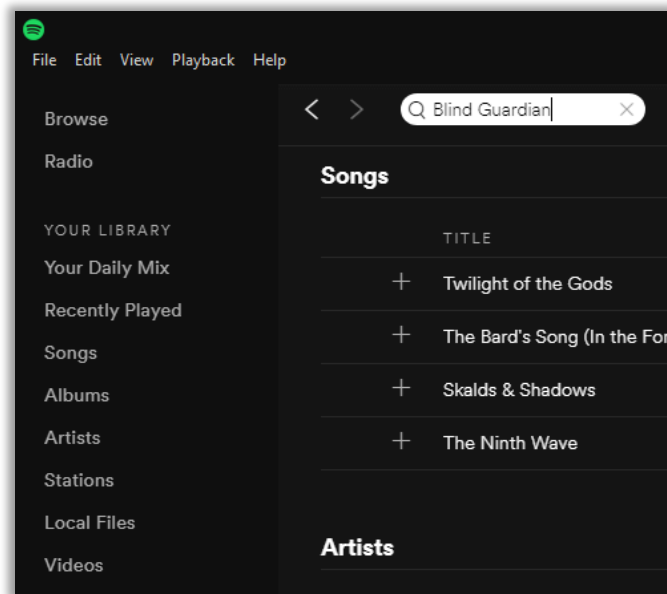 File Edit View Playback Help
Browse
Radio
YOUR LIBRARY
Your Daily Mix
Recently Played
Songs
Albums
Artists
Stations
Local Files
Videos
Blind Guardian
Songs
TITLE
Twilight of the Gods
The Bard's Song (In the For
Skalds & Shadows
The Ninth Wave
Artists